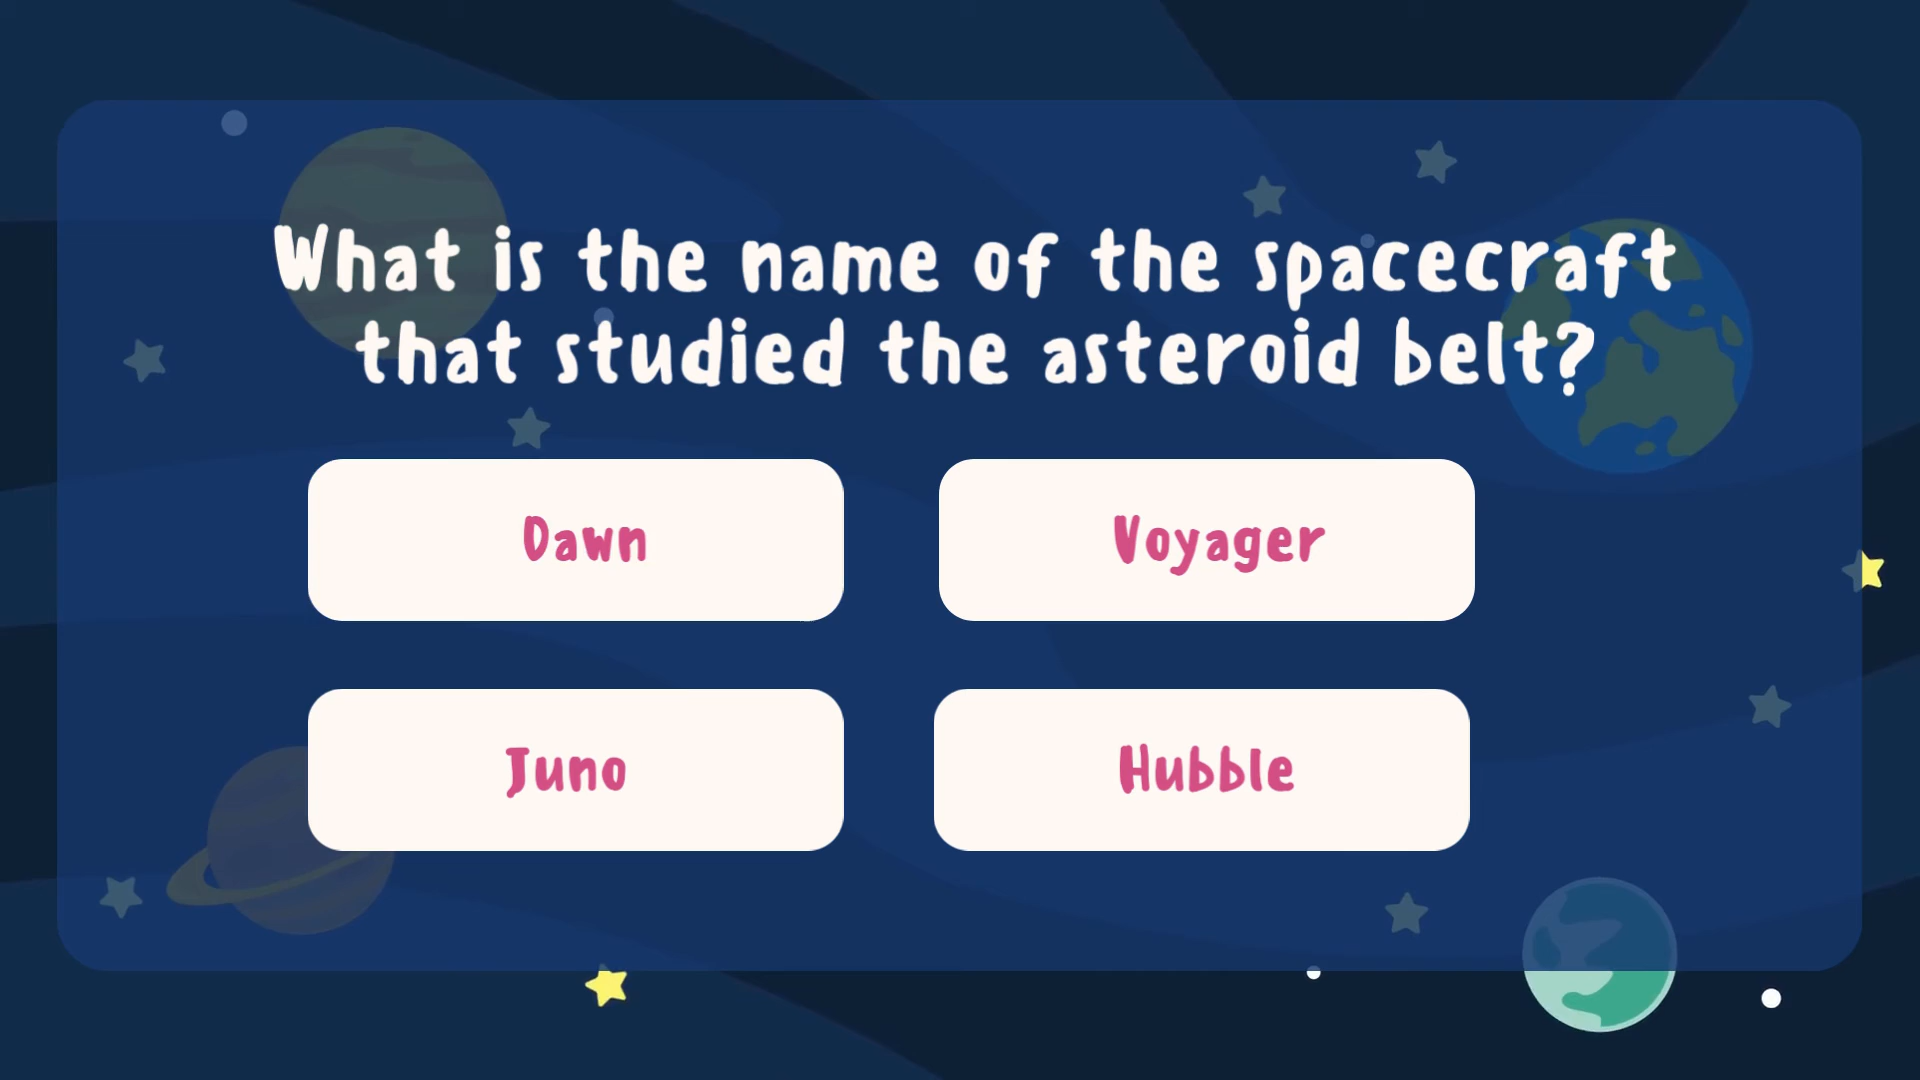 What is the name of the spacecraft
that studied the asteroid belt?
Dawn
Voyager
Juno
Hubble